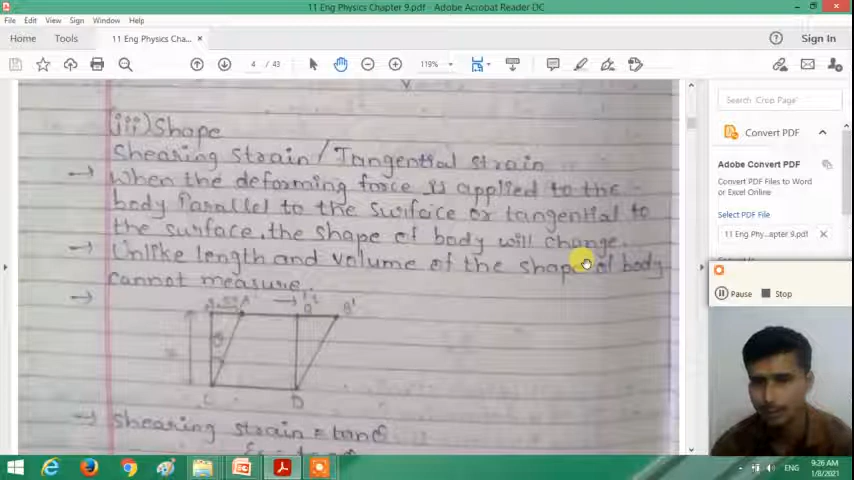 11 Eng Physics Chapter 9.pdf - Adobe Acrobat Reader DC
File Edit View Sign Window Help
Home Tools 11 Eng Physics Cha... × Sign In
4 / 43 119%
Search 'Crop Page'
Convert PDF
Adobe Convert PDF
Convert PDF Files to Word or Excel Online
Select PDF File
11 Eng Phy...apter 9.pdf ×
Pause Stop
(iii) Shape
Shearing strain / Tangential strain
→ When the deforming force is applied to the
body Parallel to the surface or tangential to
the surface, the shape of body will change.
→ Unlike length and volume of the shape of body
cannot measure.
→
A' B'
θ
C D
→ Shearing strain = tanθ
ENG 9:26 AM
1/8/2021